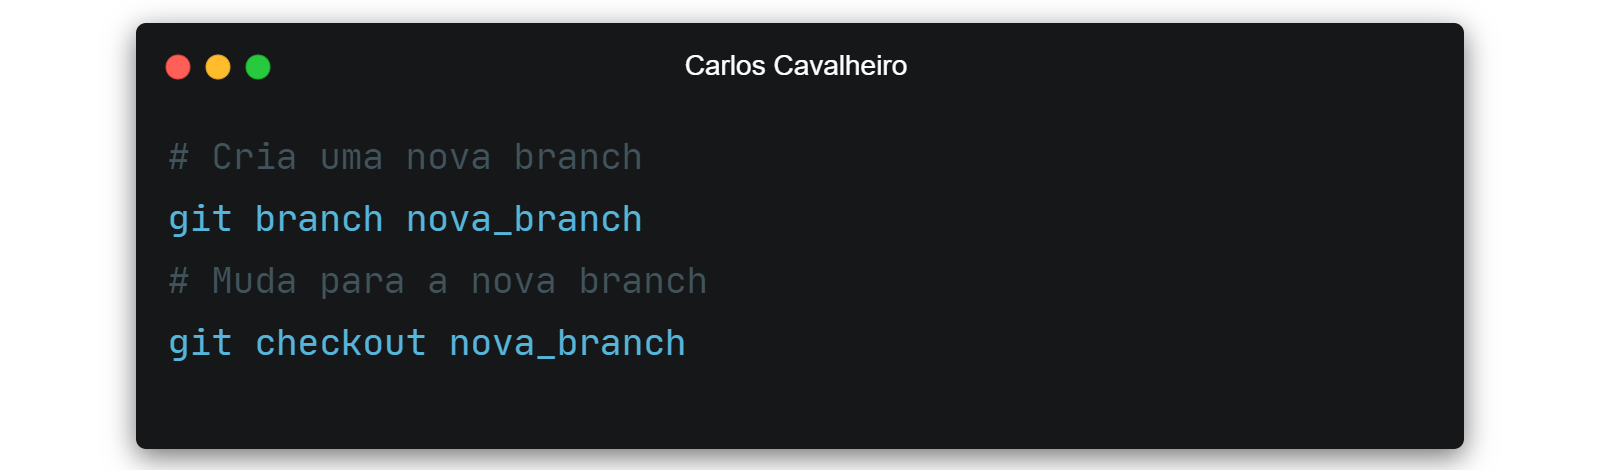 Carlos Cavalheiro
# Cria uma nova branch
git branch nova_branch
# Muda para a nova branch
git checkout nova_branch